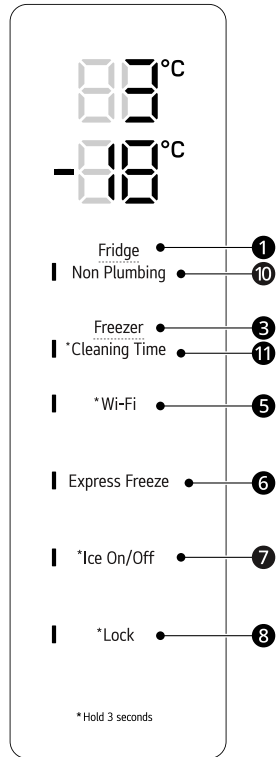 3°C
-18°C
Fridge
1
Non Plumbing
10
Freezer
3
*Cleaning Time
11
*Wi-Fi
5
Express Freeze
6
*Ice On/Off
7
*Lock
8
*Hold 3 seconds